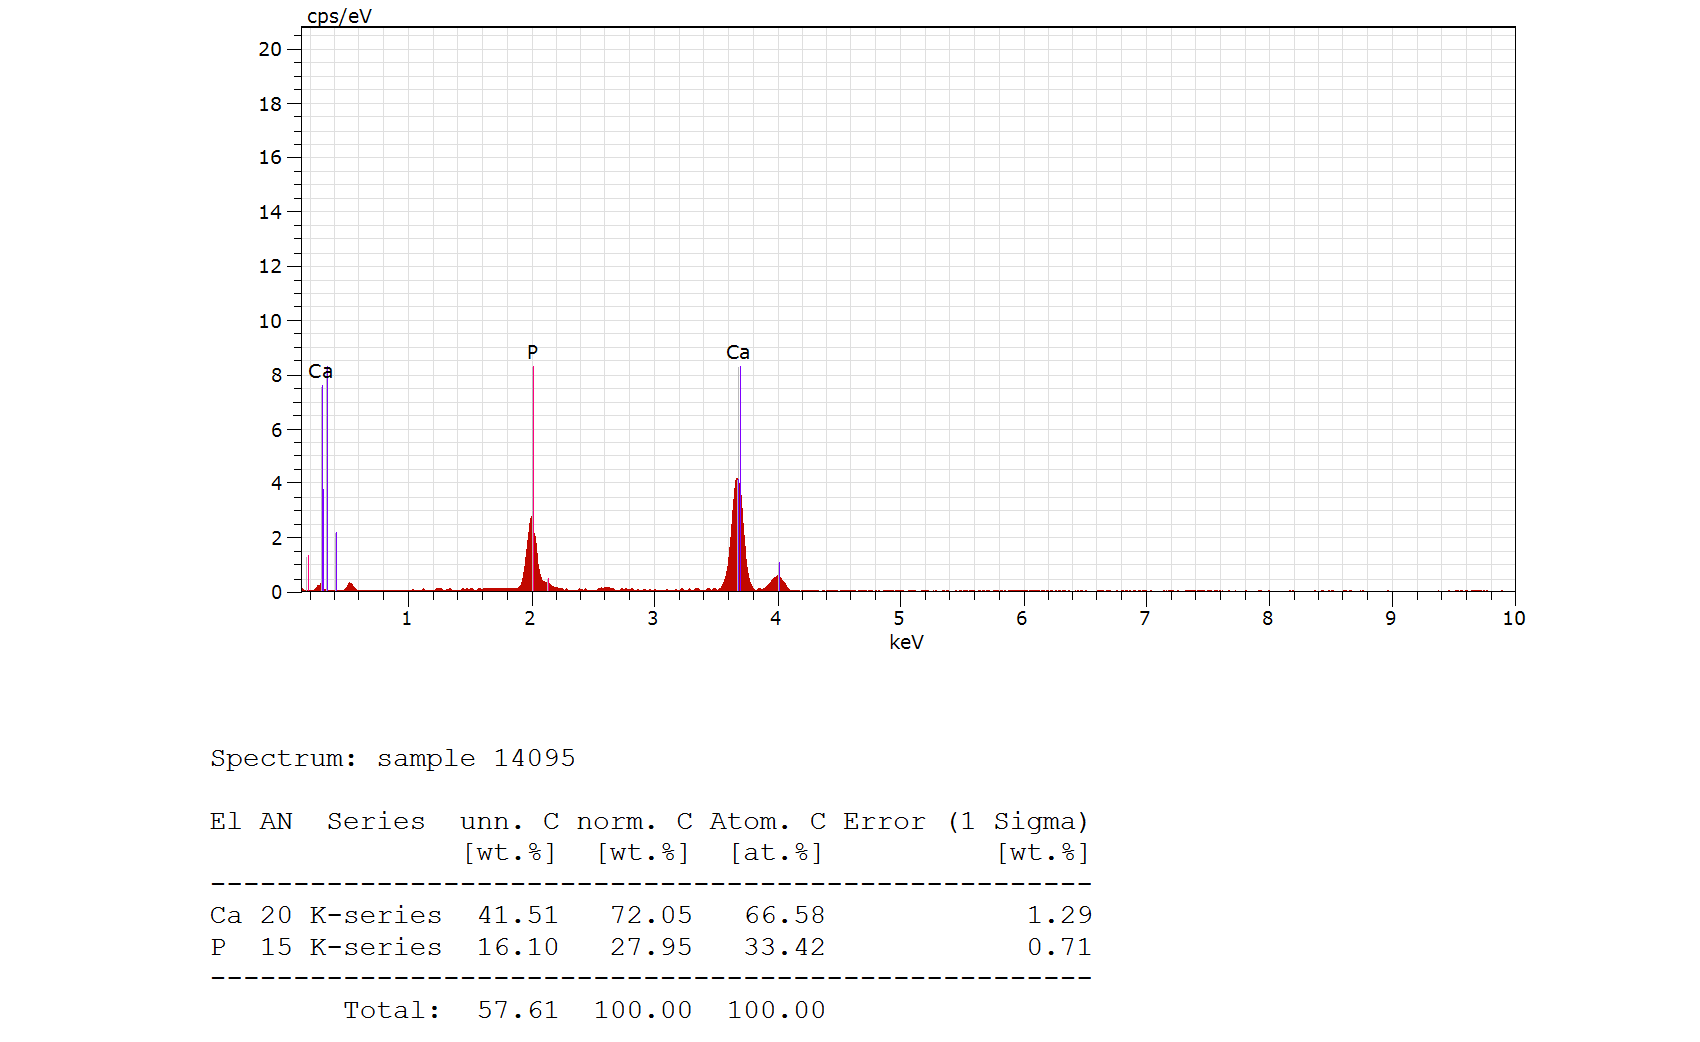 cps/eV
20
18
16
14
12
10
8
6
4
2
0
Ca
P
Ca
1 2 3 4 5 6 7 8 9 10
keV
Spectrum: sample 14095
El AN Series unn. C norm. C Atom. C Error (1 Sigma)
[wt.%] [wt.%] [at.%] [wt.%]
Ca 20 K-series 41.51 72.05 66.58 1.29
P 15 K-series 16.10 27.95 33.42 0.71
Total: 57.61 100.00 100.00